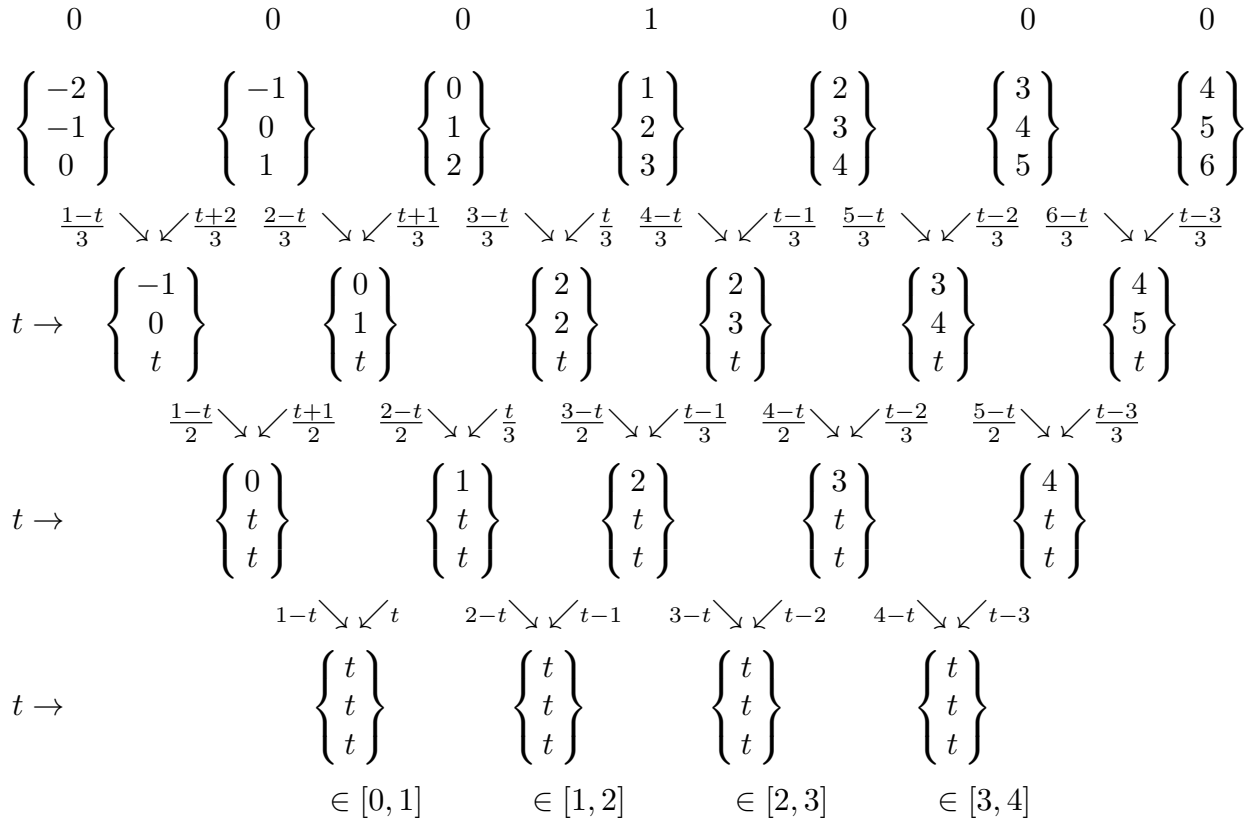 0 0 0 1 0 0 0
{−2 −1 0} {−1 0 1} {0 1 2} {1 2 3} {2 3 4} {3 4 5} {4 5 6}
(1−t)/3 ↘ ↙ (t+2)/3 (2−t)/3 ↘ ↙ (t+1)/3 (3−t)/3 ↘ ↙ t/3 (4−t)/3 ↘ ↙ (t−1)/3 (5−t)/3 ↘ ↙ (t−2)/3 (6−t)/3 ↘ ↙ (t−3)/3
t → {−1 0 t} {0 1 t} {2 2 t} {2 3 t} {3 4 t} {4 5 t}
(1−t)/2 ↘ ↙ (t+1)/2 (2−t)/2 ↘ ↙ t/3 (3−t)/2 ↘ ↙ (t−1)/3 (4−t)/2 ↘ ↙ (t−2)/3 (5−t)/2 ↘ ↙ (t−3)/3
t → {0 t t} {1 t t} {2 t t} {3 t t} {4 t t}
1−t ↘ ↙ t 2−t ↘ ↙ t−1 3−t ↘ ↙ t−2 4−t ↘ ↙ t−3
t → {t t t} {t t t} {t t t} {t t t}
∈ [0, 1] ∈ [1, 2] ∈ [2, 3] ∈ [3, 4]